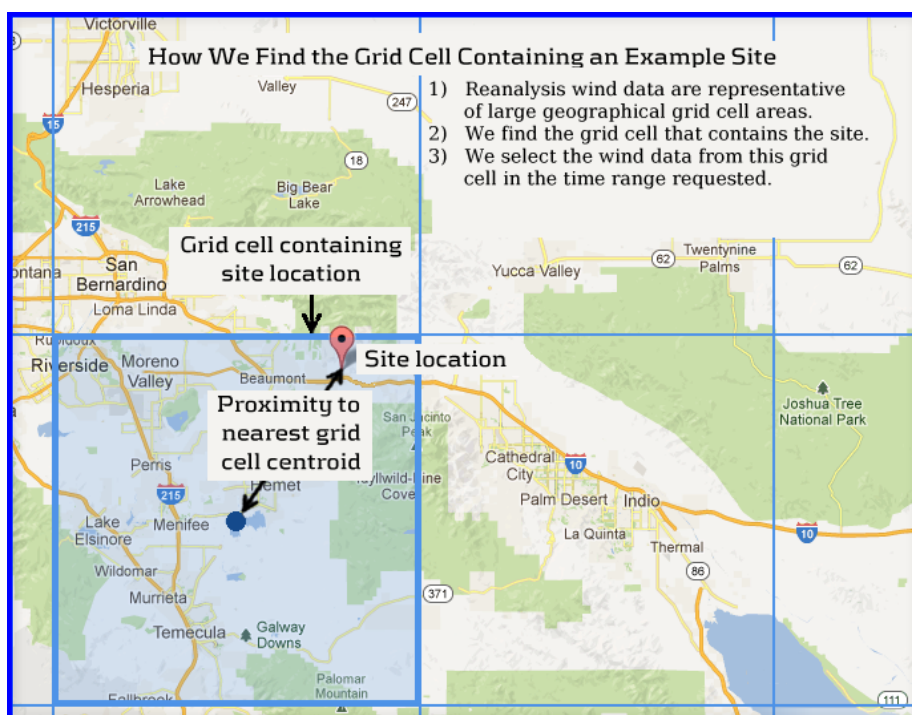 Victorville
How We Find the Grid Cell Containing an Example Site
Hesperia
Valley
247
1) Reanalysis wind data are representative
of large geographical grid cell areas.
2) We find the grid cell that contains the site.
3) We select the wind data from this grid
cell in the time range requested.
15
18
Lake
Arrowhead
Big Bear
Lake
215
Grid cell containing
site location
Twentynine
Palms
62
62
Yucca Valley
San
Bernardino
Loma Linda
Riverside
Moreno
Valley
Beaumont
Site location
Proximity to
nearest grid
cell centroid
San Jacinto
Peak
Joshua Tree
National Park
Perris
215
Hemet
Cathedral
City
10
Palm Desert
Indio
Lake
Elsinore
Menifee
La Quinta
10
Thermal
Wildomar
86
371
Murrieta
Temecula
Galway
Downs
Palomar
Mountain
Fallbrook
111